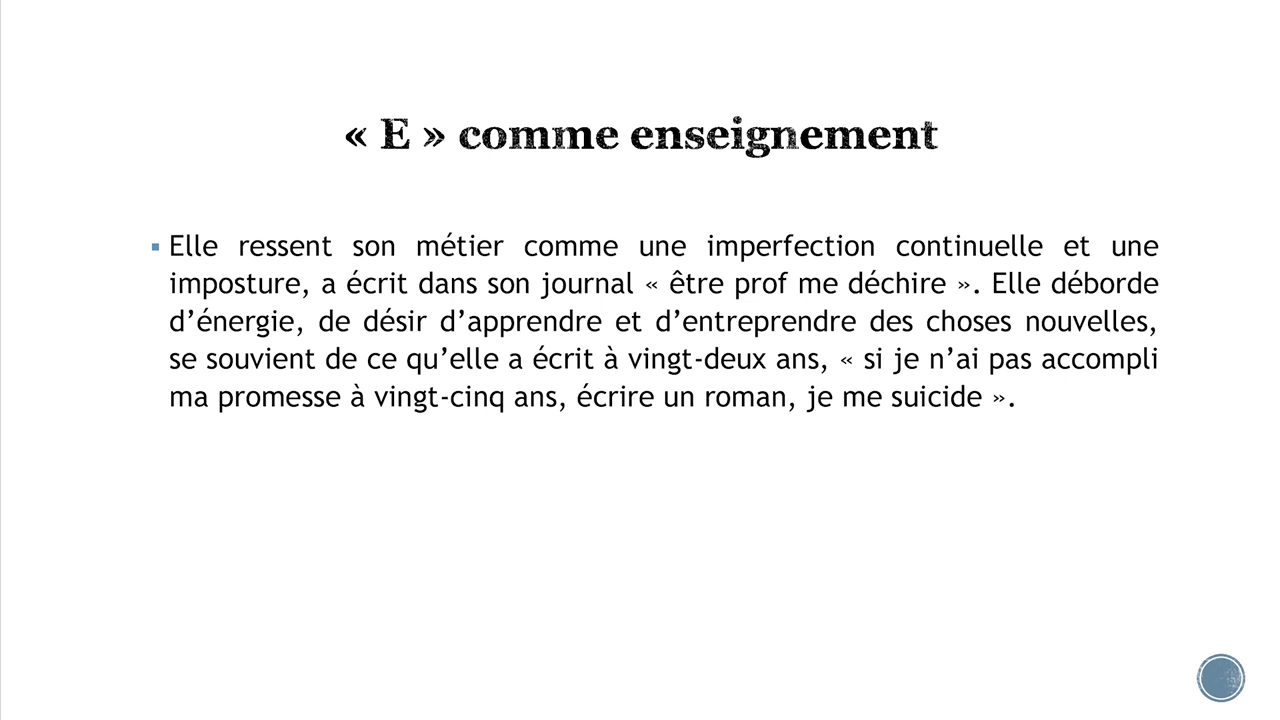 « E » comme enseignement
Elle ressent son métier comme une imperfection continuelle et une
imposture, a écrit dans son journal « être prof me déchire ». Elle déborde
d’énergie, de désir d’apprendre et d’entreprendre des choses nouvelles,
se souvient de ce qu’elle a écrit à vingt-deux ans, « si je n’ai pas accompli
ma promesse à vingt-cinq ans, écrire un roman, je me suicide ».